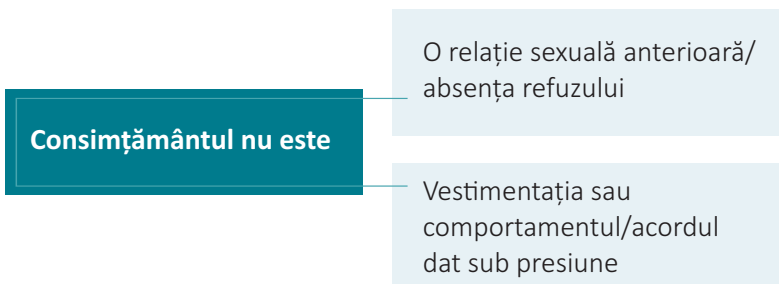 Consimțământul nu este
O relație sexuală anterioară/
absența refuzului
Vestimentația sau
comportamentul/acordul
dat sub presiune